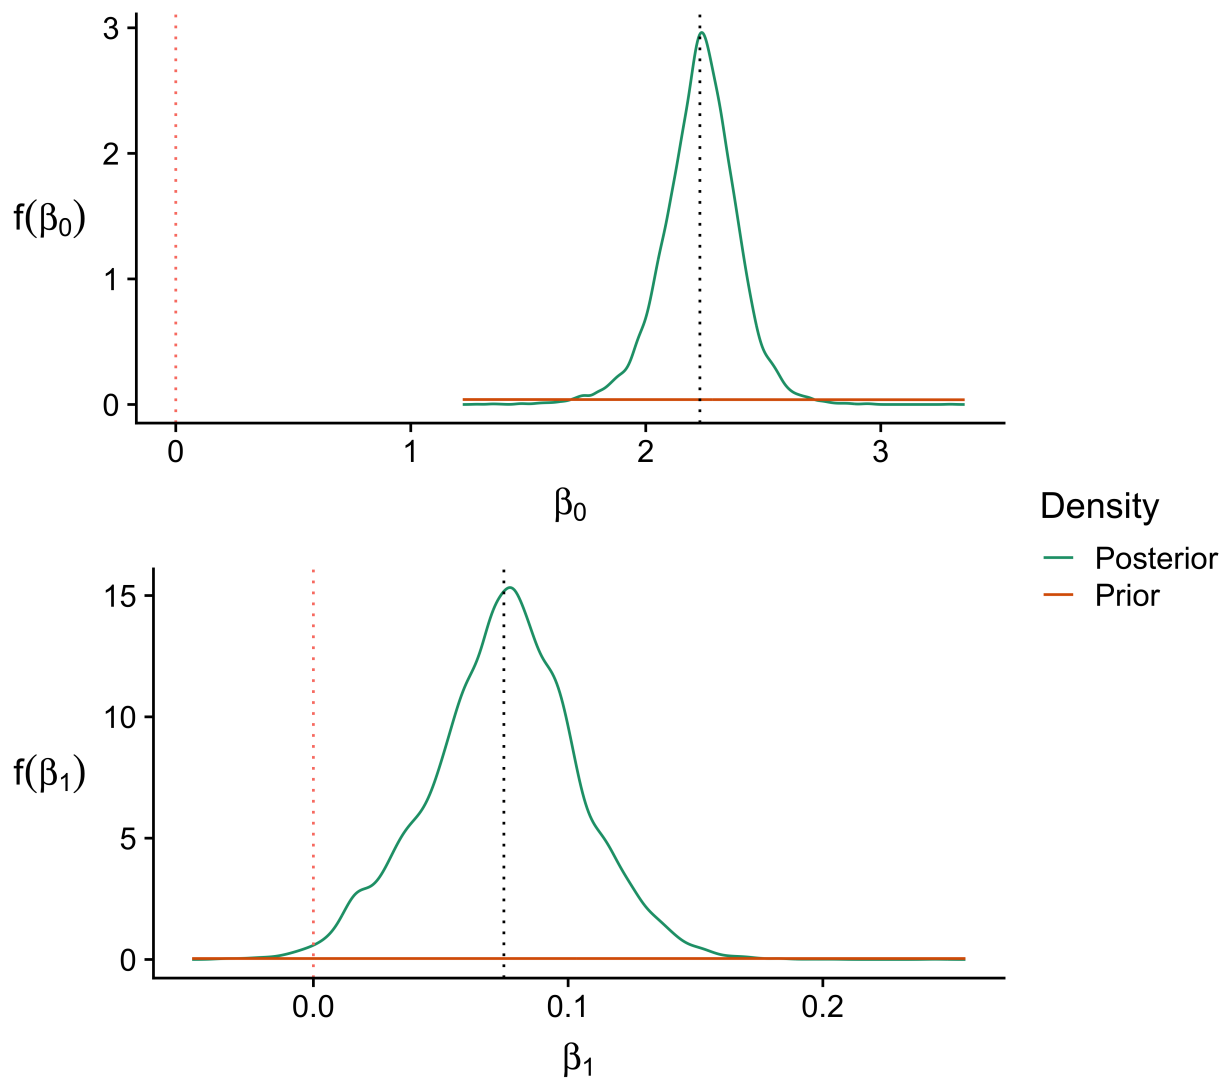 3
2
f(β₀)
1
0
0 1 2 3
β₀
Density
Posterior
Prior
15
10
f(β₁)
5
0
0.0 0.1 0.2
β₁